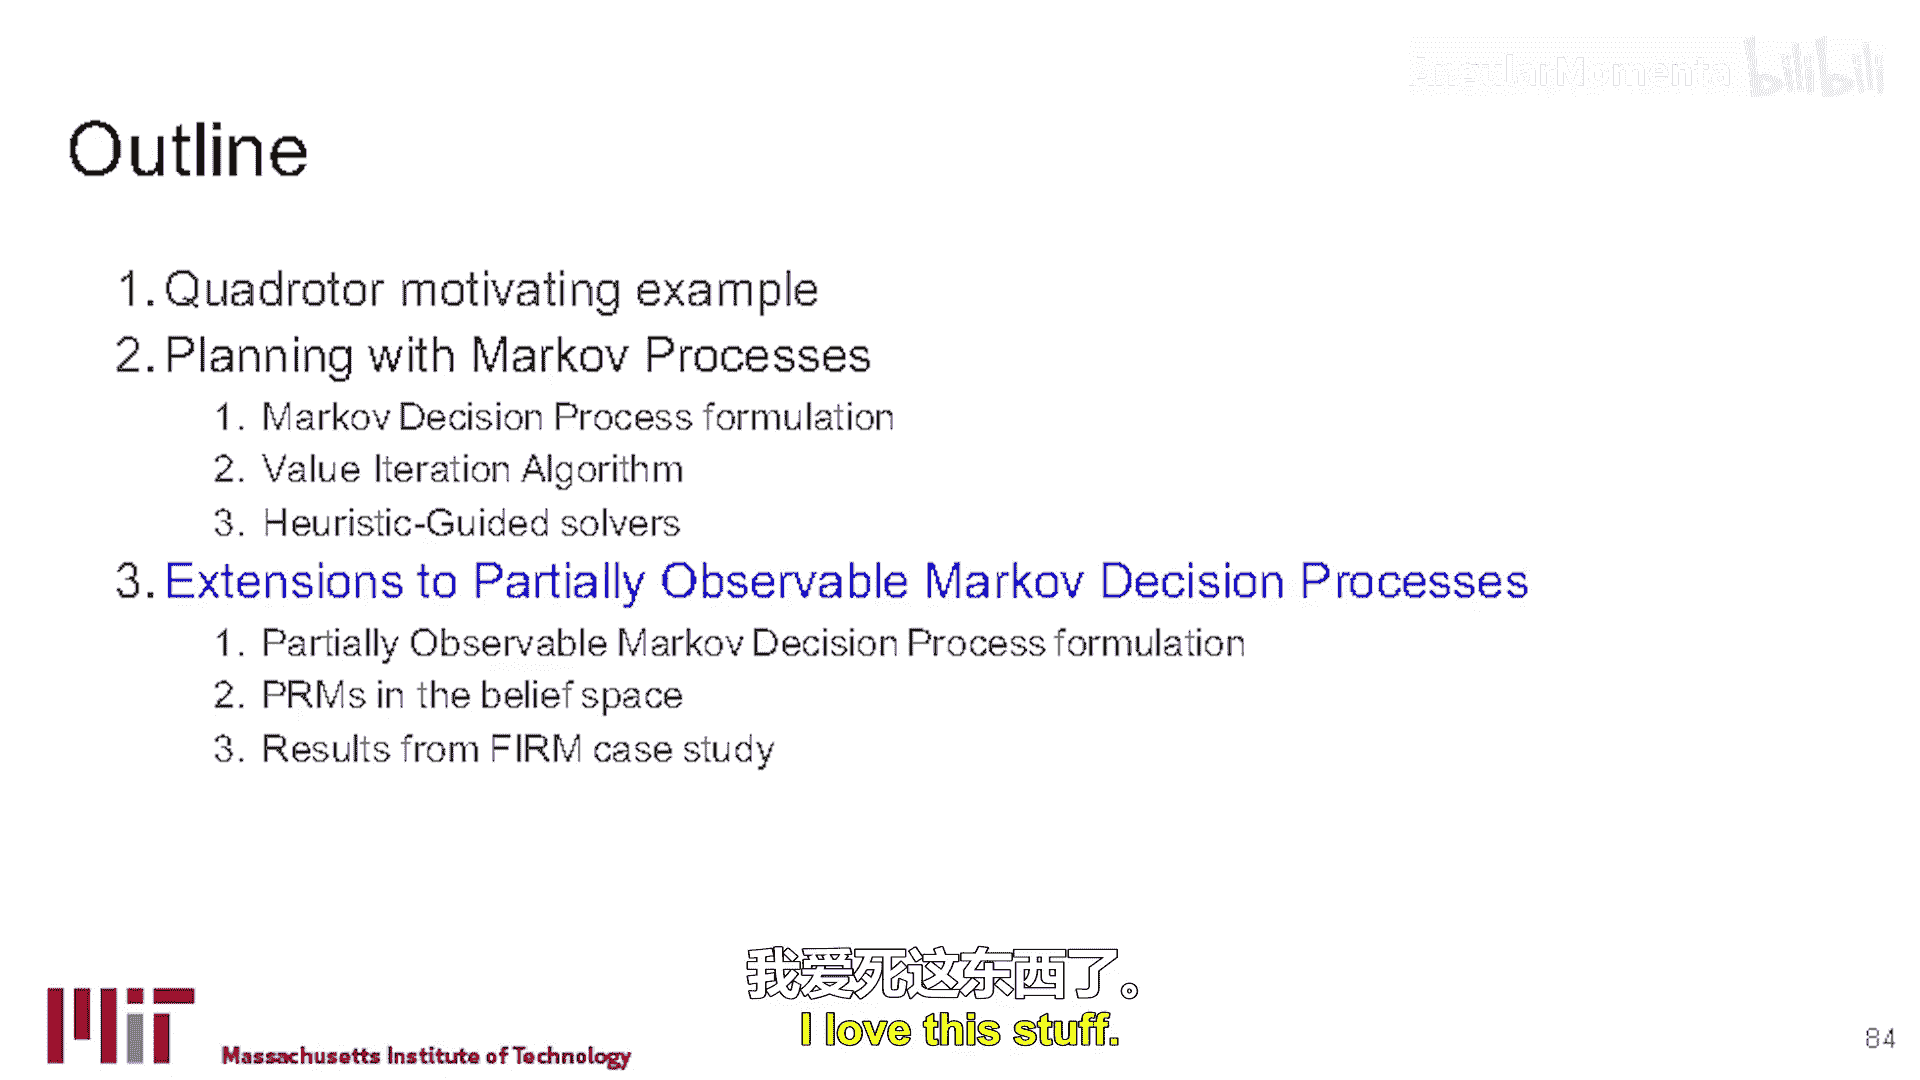 AngularMomenta bilibili
Outline
1. Quadrotor motivating example
2. Planning with Markov Processes
1. Markov Decision Process formulation
2. Value Iteration Algorithm
3. Heuristic-Guided solvers
3. Extensions to Partially Observable Markov Decision Processes
1. Partially Observable Markov Decision Process formulation
2. PRMs in the belief space
3. Results from FIRM case study
我爱死这东西了。
I love this stuff.
MIT
Massachusetts Institute of Technology
84